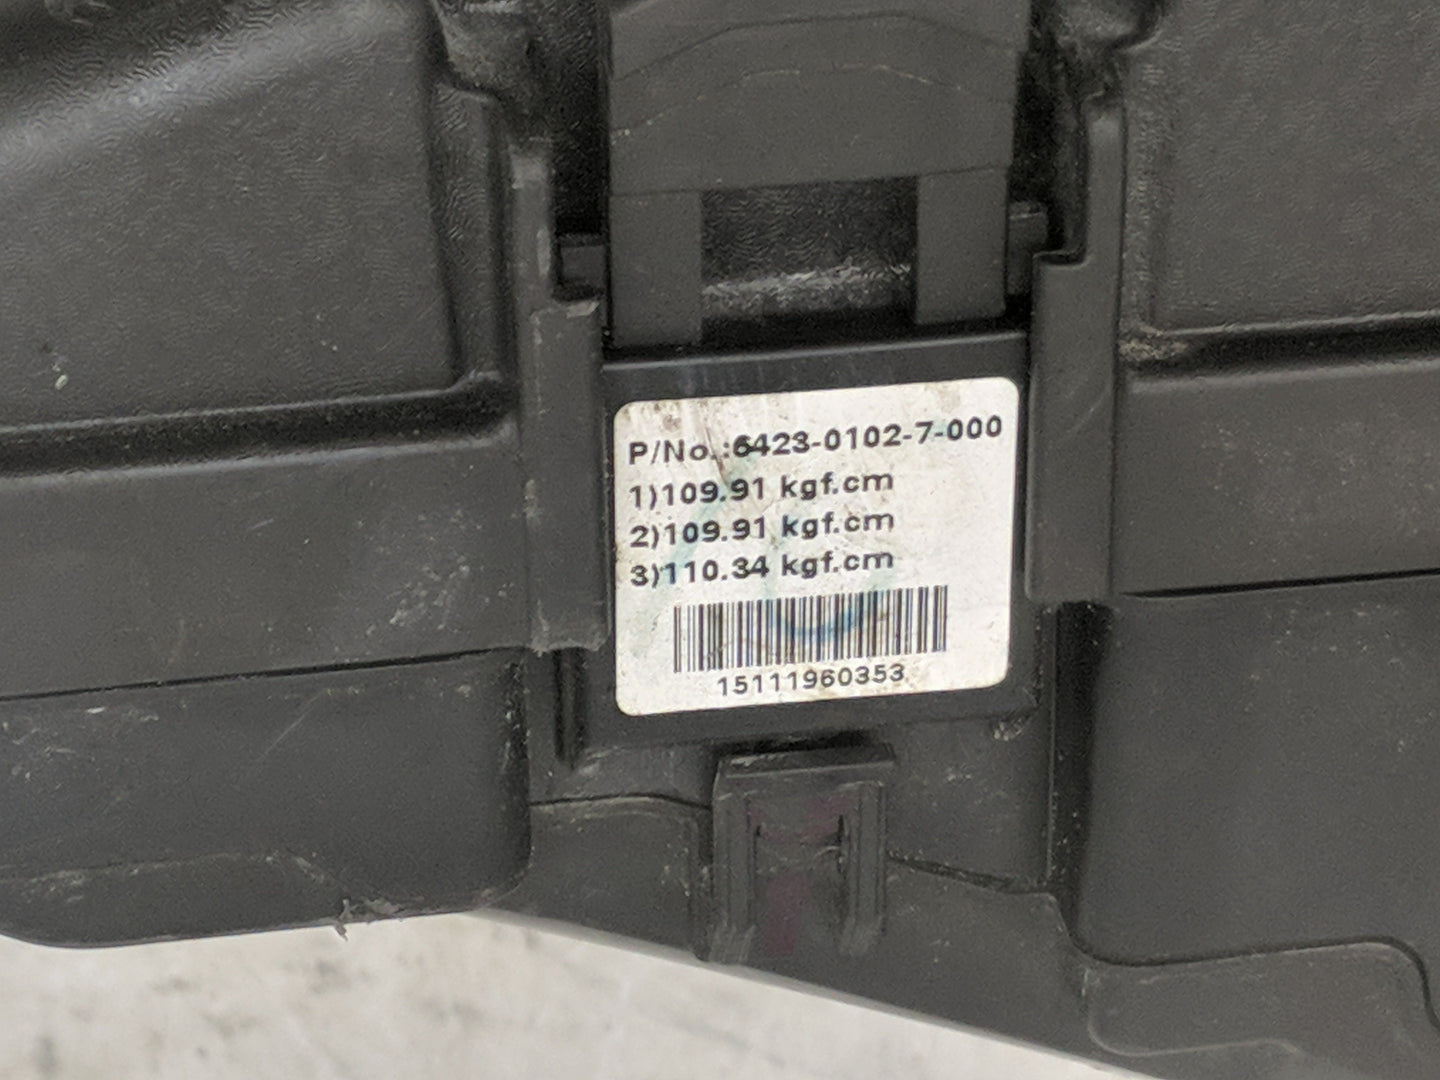 P/No.:6423-0102-7-000
1)109.91 kgf.cm
2)109.91 kgf.cm
3)110.34 kgf.cm
15111960353